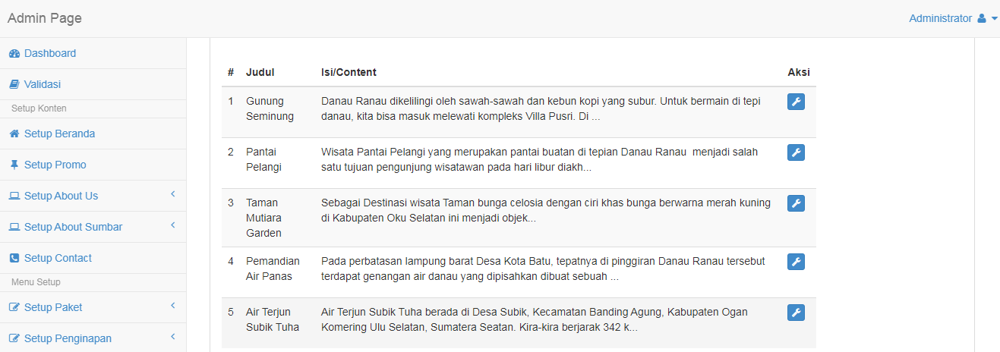 Admin Page
Administrator
Dashboard
Validasi
Setup Konten
Setup Beranda
Setup Promo
Setup About Us
Setup About Sumbar
Setup Contact
Menu Setup
Setup Paket
Setup Penginapan
# Judul Isi/Content Aksi
1 Gunung Danau Ranau dikelilingi oleh sawah-sawah dan kebun kopi yang subur. Untuk bermain di tepi
Seminung danau, kita bisa masuk melewati kompleks Villa Pusri. Di ...
2 Pantai Wisata Pantai Pelangi yang merupakan pantai buatan di tepian Danau Ranau menjadi salah
Pelangi satu tujuan pengunjung wisatawan pada hari libur diakh...
3 Taman Sebagai Destinasi wisata Taman bunga celosia dengan ciri khas bunga berwarna merah kuning
Mutiara di Kabupaten Oku Selatan ini menjadi objek...
Garden
4 Pemandian Pada perbatasan lampung barat Desa Kota Batu, tepatnya di pinggiran Danau Ranau tersebut
Air Panas terdapat genangan air danau yang dipisahkan dibuat sebuah ...
5 Air Terjun Air Terjun Subik Tuha berada di Desa Subik, Kecamatan Banding Agung, Kabupaten Ogan
Subik Tuha Komering Ulu Selatan, Sumatera Seatan. Kira-kira berjarak 342 k...